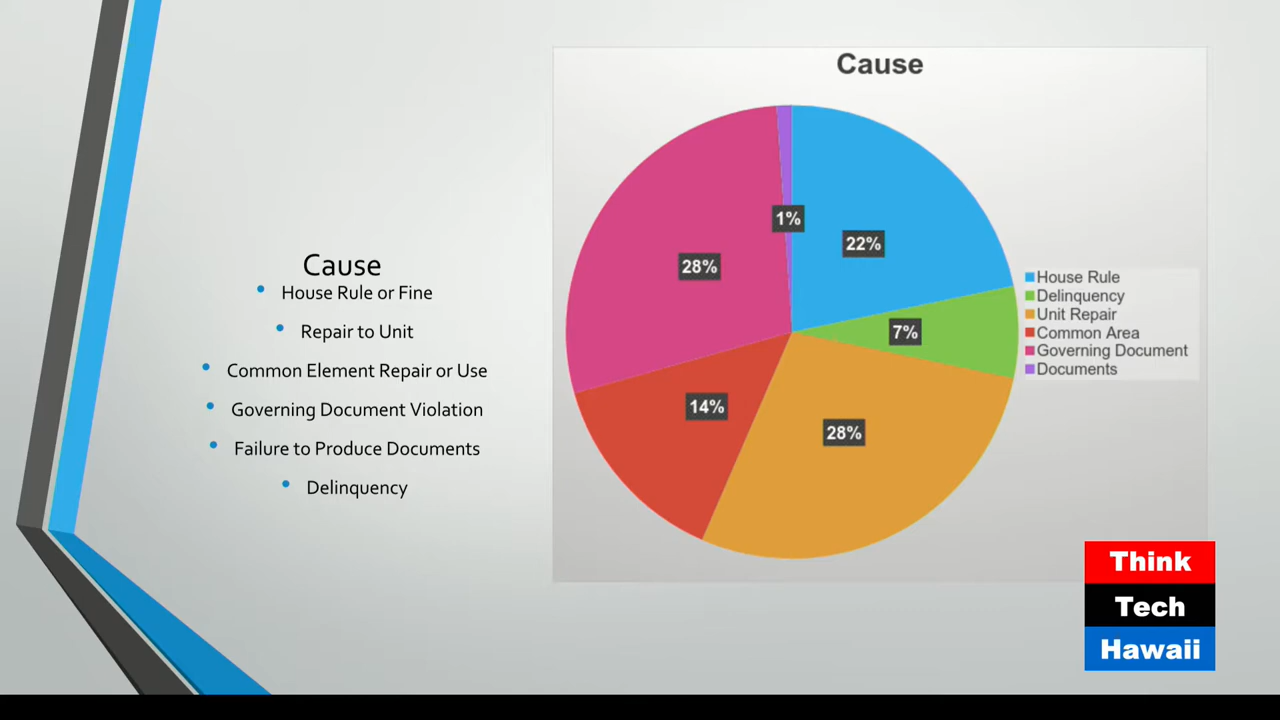 Cause
House Rule or Fine
Repair to Unit
Common Element Repair or Use
Governing Document Violation
Failure to Produce Documents
Delinquency
Cause
1%
22%
28%
7%
14%
28%
House Rule
Delinquency
Unit Repair
Common Area
Governing Document
Documents
Think
Tech
Hawaii